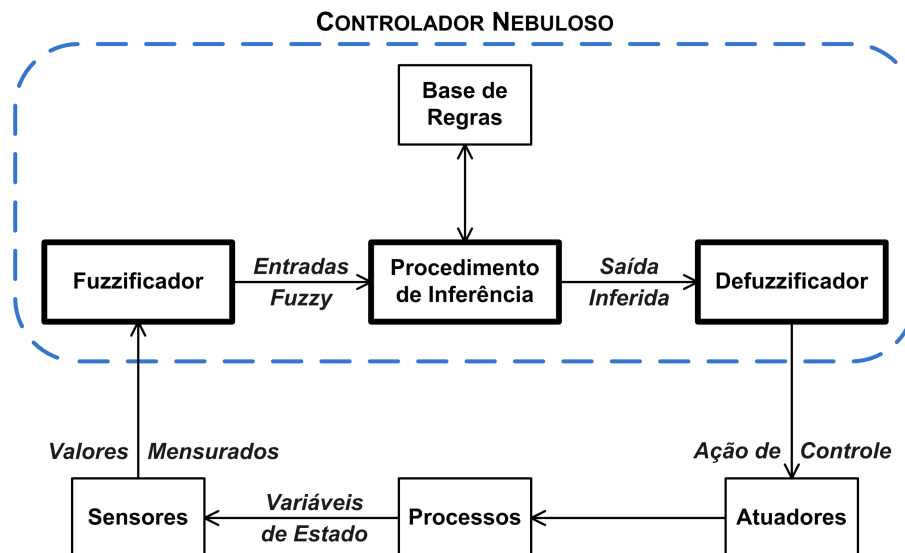 CONTROLADOR NEBULOSO
Base de
Regras
Fuzzificador
Entradas
Fuzzy
Procedimento
de Inferência
Saída
Inferida
Defuzzificador
Valores Mensurados
Ação de Controle
Sensores
Variáveis
de Estado
Processos
Atuadores